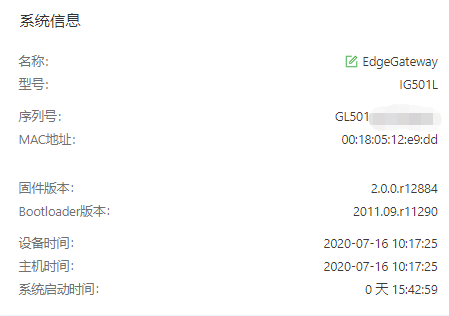 系统信息
名称: EdgeGateway
型号: IG501L
序列号: GL501
MAC地址: 00:18:05:12:e9:dd
固件版本: 2.0.0.r12884
Bootloader版本: 2011.09.r11290
设备时间: 2020-07-16 10:17:25
主机时间: 2020-07-16 10:17:25
系统启动时间: 0 天 15:42:59